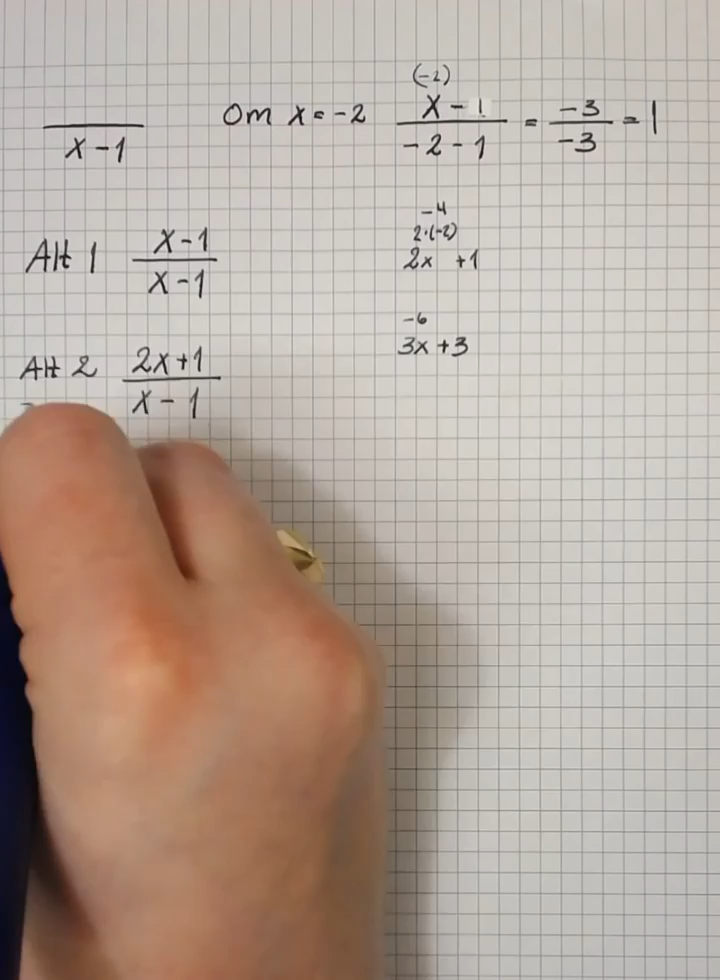 (-2)
x - 1
Om x = -2
x - 1
-2 - 1
= -3/-3 = 1
Alt 1
x - 1
x - 1
-4
2·(-2)
2x + 1
-6
3x + 3
Alt 2
2x + 1
x - 1